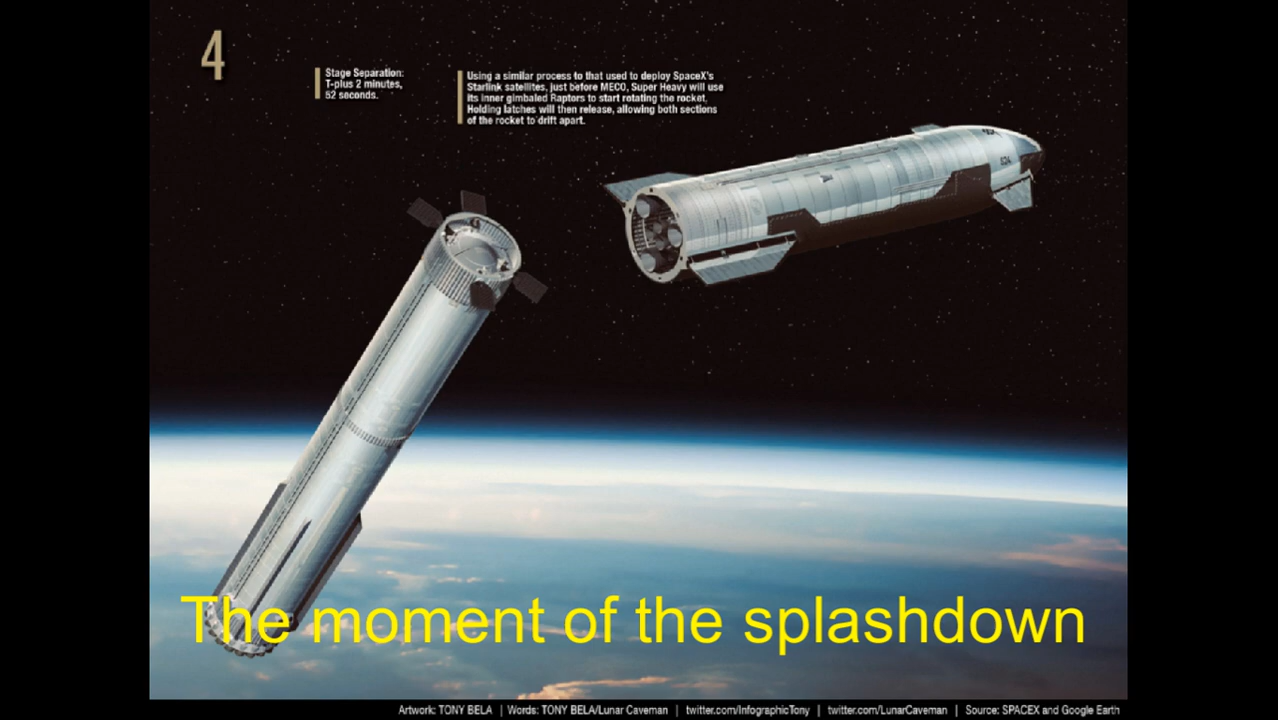 4
Stage Separation:
T-plus 2 minutes,
52 seconds.
Using a similar process to that used to deploy SpaceX's
Starlink satellites, just before MECO, Super Heavy will use
its inner gimbaled Raptors to start rotating the rocket.
Holding latches will then release, allowing both sections
of the rocket to drift apart.
S24
The moment of the splashdown
Artwork: TONY BELA | Words: TONY BELA/Lunar Caveman | twitter.com/InfographicTony | twitter.com/LunarCaveman | Source: SPACEX and Google Earth